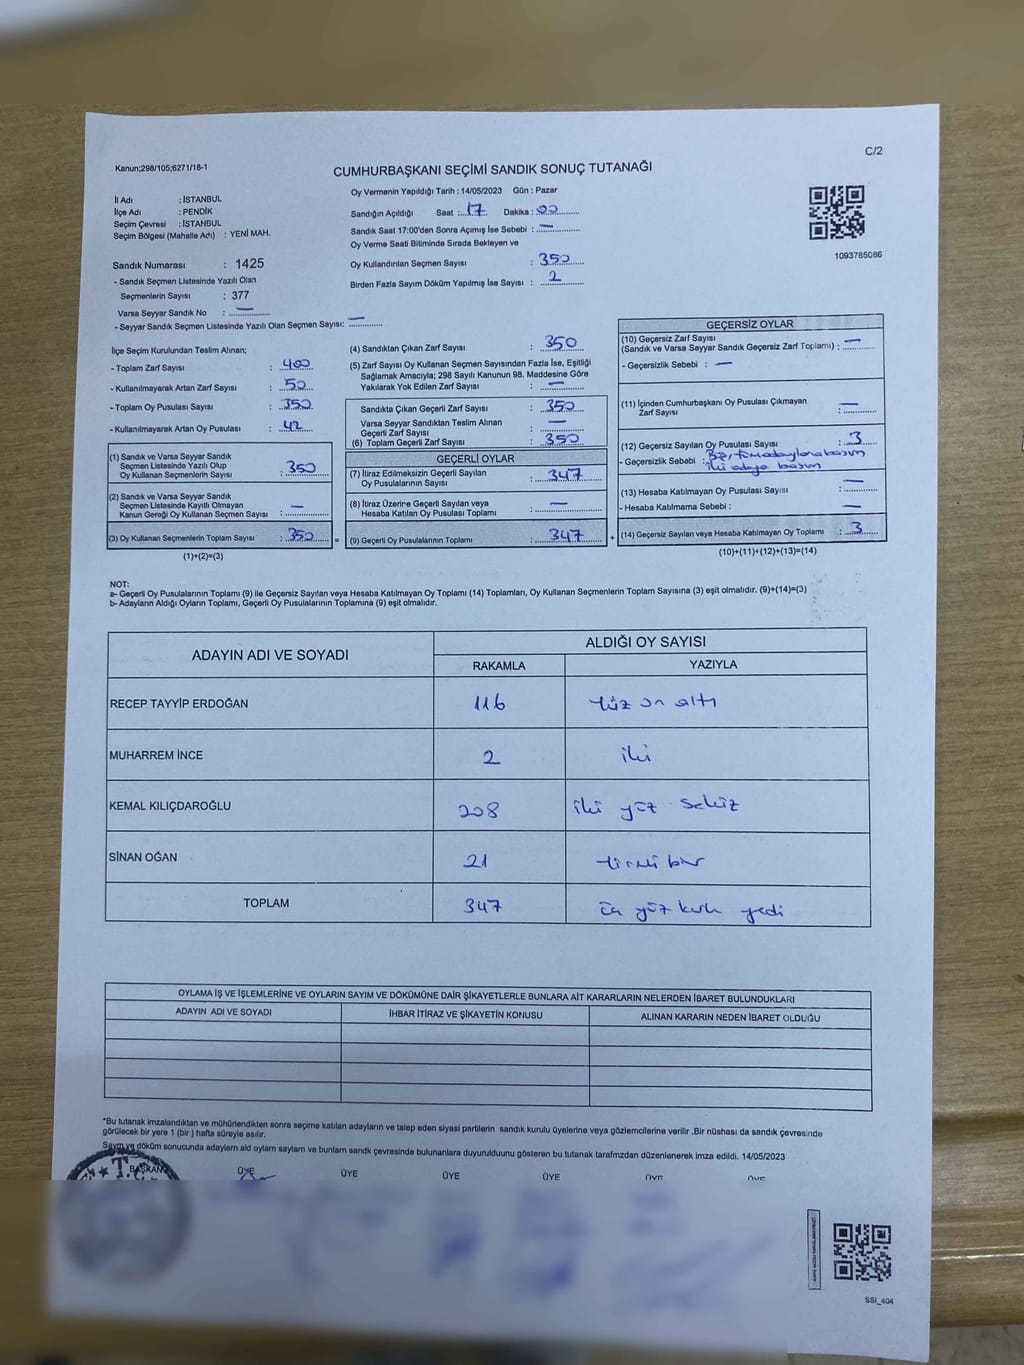 Kanun;298/105;6271/18-1
C/2
CUMHURBAŞKANI SEÇİMİ SANDIK SONUÇ TUTANAĞI
İl Adı : İSTANBUL
İlçe Adı : PENDİK
Seçim Çevresi : İSTANBUL
Seçim Bölgesi (Mahalle Adı) : YENİ MAH.
Oy Vermenin Yapıldığı Tarih : 14/05/2023 Gün : Pazar
Sandığın Açıldığı Saat : 17 Dakika : 00
Sandık Saat 17:00'den Sonra Açımış İse Sebebi : —
Oy Verme Saati Bitiminde Sırada Bekleyen ve
Oy Kullandırılan Seçmen Sayısı : 350
Birden Fazla Sayım Döküm Yapılmış İse Sayısı : 2
1093785086
Sandık Numarası : 1425
- Sandık Seçmen Listesinde Yazılı Olan
Seçmenlerin Sayısı : 377
Varsa Seyyar Sandık No : —
- Seyyar Sandık Seçmen Listesinde Yazılı Olan Seçmen Sayısı: —
İlçe Seçim Kurulundan Teslim Alınan;
- Toplam Zarf Sayısı : 400
- Kullanılmayarak Artan Zarf Sayısı : 50
- Toplam Oy Pusulası Sayısı : 350
- Kullanılmayarak Artan Oy Pusulası : 42
(1) Sandık ve Varsa Seyyar Sandık
Seçmen Listesinde Yazılı Olup
Oy Kullanan Seçmenlerin Sayısı : 350
(2) Sandık ve Varsa Seyyar Sandık
Seçmen Listesinde Kayıtlı Olmayan
Kanun Gereği Oy Kullanan Seçmen Sayısı : —
(3) Oy Kullanan Seçmenlerin Toplam Sayısı : 350
(1)+(2)=(3)
(4) Sandıktan Çıkan Zarf Sayısı : 350
(5) Zarf Sayısı Oy Kullanan Seçmen Sayısından Fazla İse, Eşitliği
Sağlamak Amacıyla; 298 Sayılı Kanunun 98. Maddesine Göre
Yakılarak Yok Edilen Zarf Sayısı : —
Sandıkta Çıkan Geçerli Zarf Sayısı : 350
Varsa Seyyar Sandıktan Teslim Alınan
Geçerli Zarf Sayısı : —
(6) Toplam Geçerli Zarf Sayısı : 350
GEÇERLİ OYLAR
(7) İtiraz Edilmeksizin Geçerli Sayılan
Oy Pusulasının Sayısı : 347
(8) İtiraz Üzerine Geçerli Sayılan veya
Hesaba Katılan Oy Pusulası Toplamı : —
= (9) Geçerli Oy Pusulalarının Toplamı : 347 +
GEÇERSİZ OYLAR
(10) Geçersiz Zarf Sayısı
(Sandık ve Varsa Seyyar Sandık Geçersiz Zarf Toplamı) : —
- Geçersizlik Sebebi : —
(11) İçinden Cumhurbaşkanı Oy Pusulası Çıkmayan
Zarf Sayısı : —
(12) Geçersiz Sayılan Oy Pusulası Sayısı : 3
- Geçersizlik Sebebi :
iki adaya basım
(13) Hesaba Katılmayan Oy Pusulası Sayısı : —
- Hesaba Katılmama Sebebi : —
(14) Geçersiz Sayılan veya Hesaba Katılmayan Oy Toplamı : 3
(10)+(11)+(12)+(13)=(14)
NOT:
a- Geçerli Oy Pusulalarının Toplamı (9) ile Geçersiz Sayılan veya Hesaba Katılmayan Oy Toplamı (14) Toplamları, Oy Kullanan Seçmenlerin Toplam Sayısına (3) eşit olmalıdır. (9)+(14)=(3)
b- Adayların Aldığı Oyların Toplamı, Geçerli Oy Pusulalarının Toplamına (9) eşit olmalıdır.
ADAYIN ADI VE SOYADI
ALDIĞI OY SAYISI
RAKAMLA YAZIYLA
RECEP TAYYİP ERDOĞAN 116 Yüz on altı
MUHARREM İNCE 2 iki
KEMAL KILIÇDAROĞLU 208 iki yüz sekiz
SİNAN OĞAN 21 Yirmi bir
TOPLAM 347 üç yüz kırk yedi
OYLAMA İŞ VE İŞLEMLERİNE VE OYLARIN SAYIM VE DÖKÜMÜNE DAİR ŞİKAYETLERLE BUNLARA AİT KARARLARIN NELERDEN İBARET BULUNDUKLARI
ADAYIN ADI VE SOYADI İHBAR İTİRAZ VE ŞİKAYETİN KONUSU ALINAN KARARIN NEDEN İBARET OLDUĞU
*Bu tutanak imzalandıktan ve mühürlendikten sonra seçime katılan adayların ve talep eden siyasi partilerin sandık kurulu üyelerine veya gözlemcilerine verilir .Bir nüshası da sandık çevresinde
görülecek bir yere 1 (bir ) hafta süreyle asılır.
Sayım ve döküm sonucunda adayların ald oyların sayların ve bunların sandk çevresinde bulunanlara duyurulduunu gösteren bu tutanak tarafmzdan düzenlenerek imza edildi. 14/05/2023
BAŞKAN ÜYE ÜYE ÜYE ÜYE ÜYE ÜYE
SSI_404